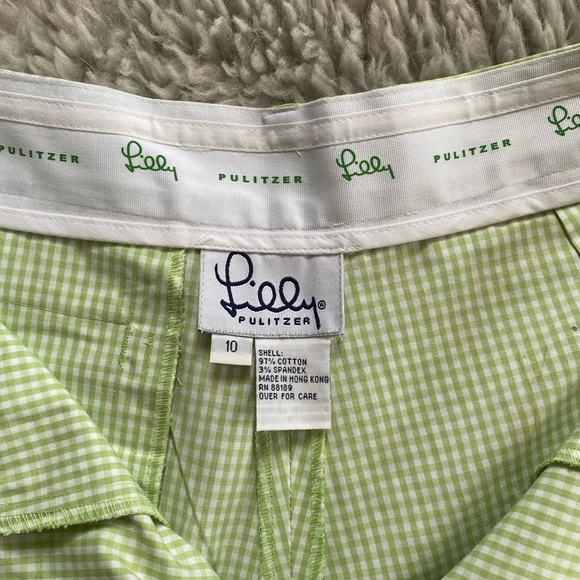 PULITZER Lilly PULITZER Lilly PULITZER Lilly
Lilly®
PULITZER
10
SHELL:
97% COTTON
3% SPANDEX
MADE IN HONG KONG
RN 88189
OVER FOR CARE